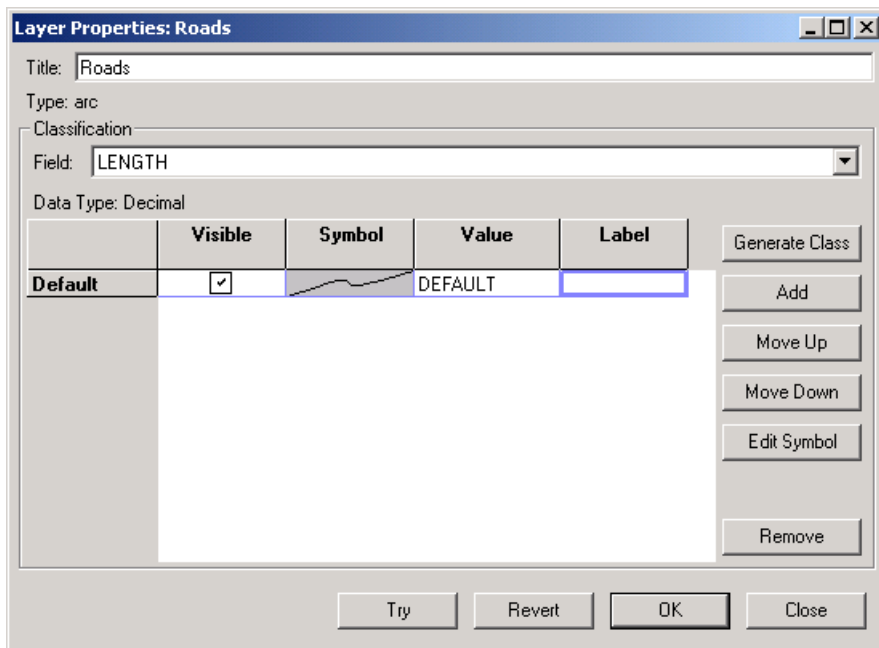 Layer Properties: Roads
Title: Roads
Type: arc
Classification
Field: LENGTH
Data Type: Decimal
Visible Symbol Value Label
Generate Class
Default DEFAULT
Add
Move Up
Move Down
Edit Symbol
Remove
Try Revert OK Close